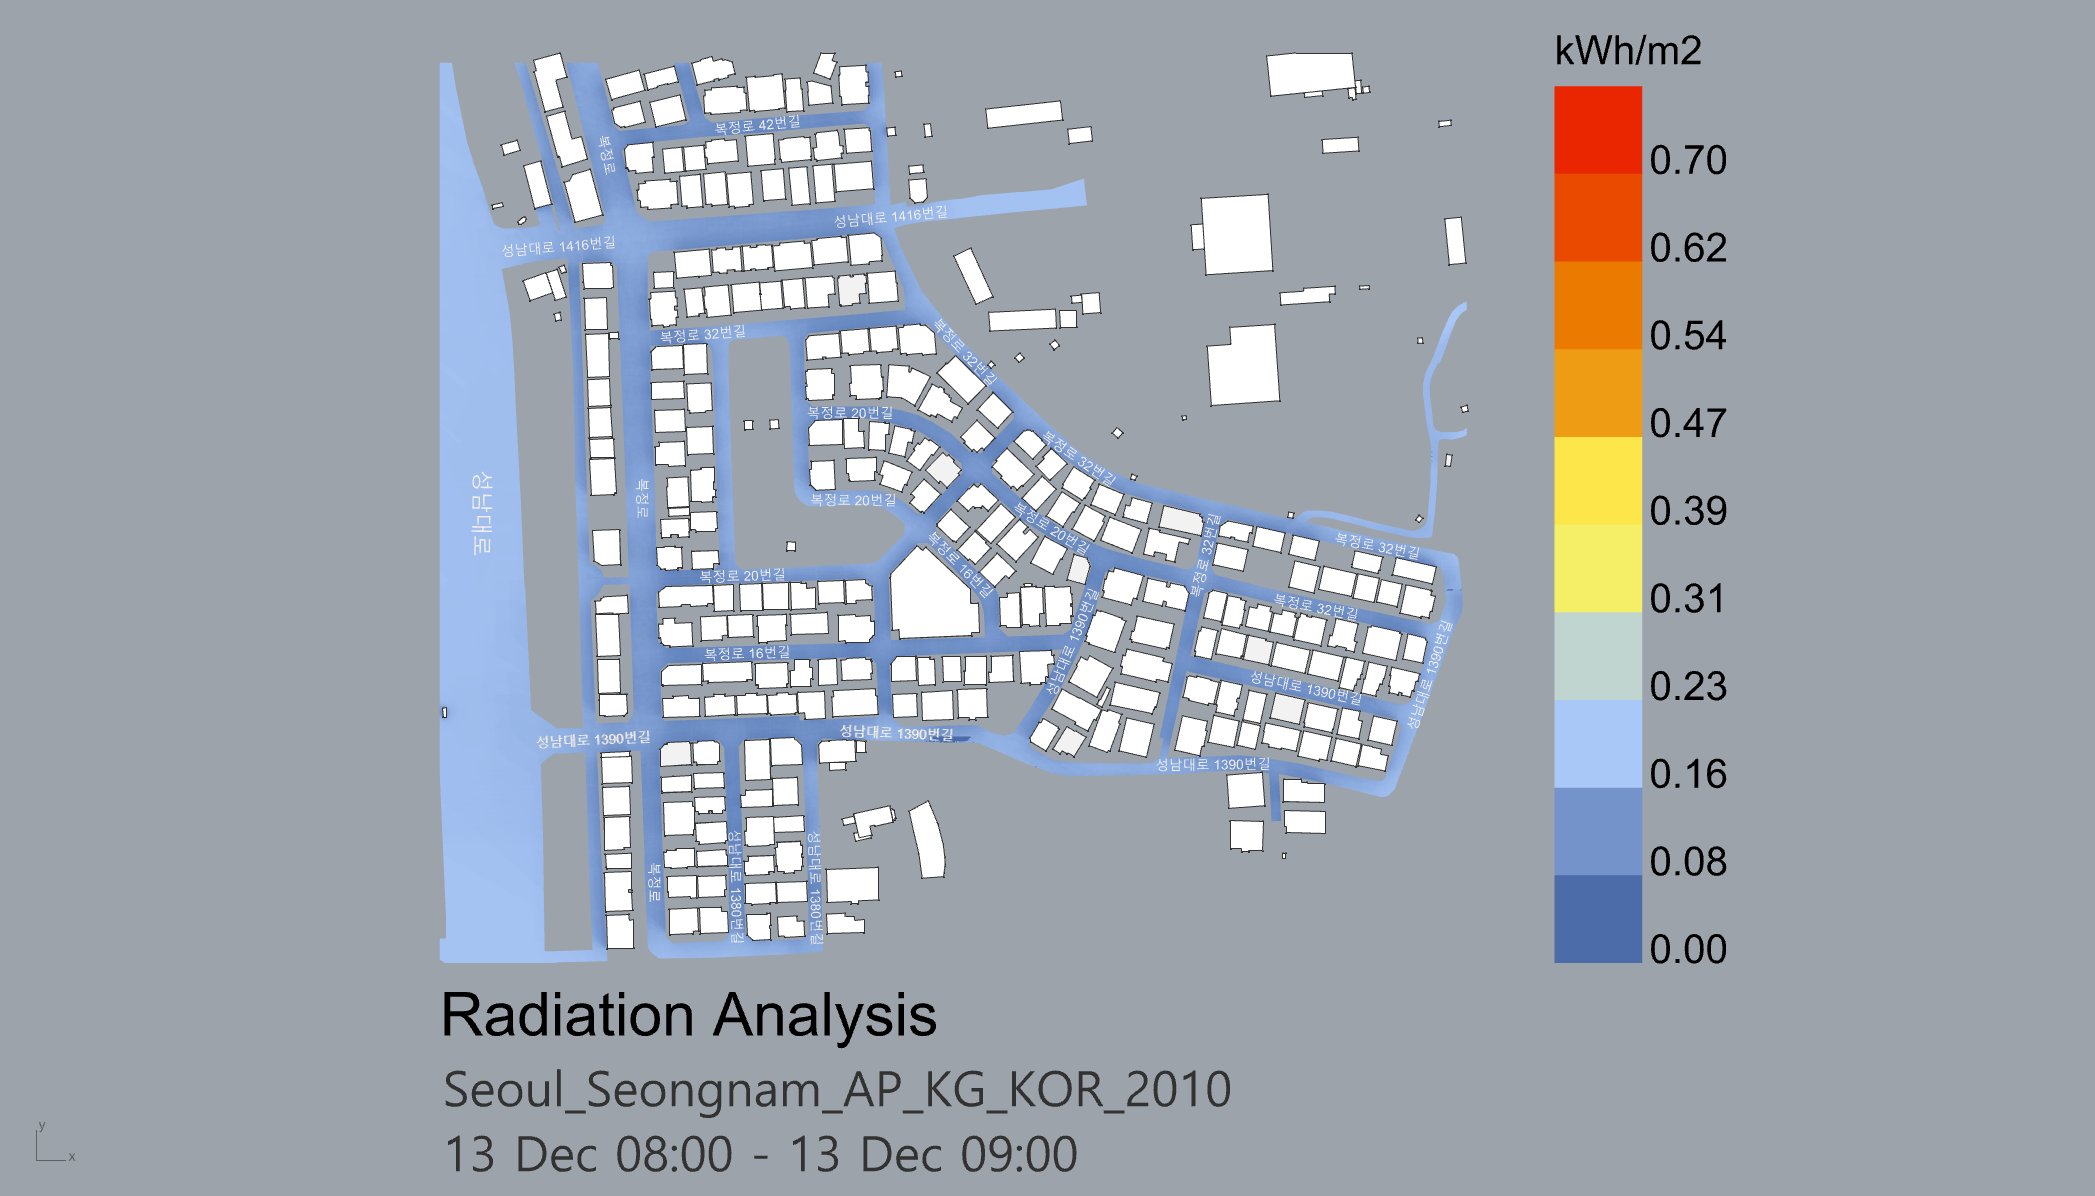 kWh/m2
0.70
0.62
0.54
0.47
0.39
0.31
0.23
0.16
0.08
0.00
복정로 42번길
복정로
성남대로 1416번길
성남대로 1416번길
복정로 32번길
복정로 32번길
복정로 20번길
복정로 32번길
성남대로
복정로
복정로 20번길
복정로 20번길
복정로 32번길
복정로 32번길
복정로 16번길
복정로 20번길
복정로 32번길
성남대로 1390번길
복정로 16번길
성남대로 1390번길
성남대로 1390번길
성남대로 1390번길
성남대로 1390번길
성남대로 1390번길
복정로
성남대로 1380번길
성남대로 1380번길
Radiation Analysis
Seoul_Seongnam_AP_KG_KOR_2010
13 Dec 08:00 - 13 Dec 09:00
y
x